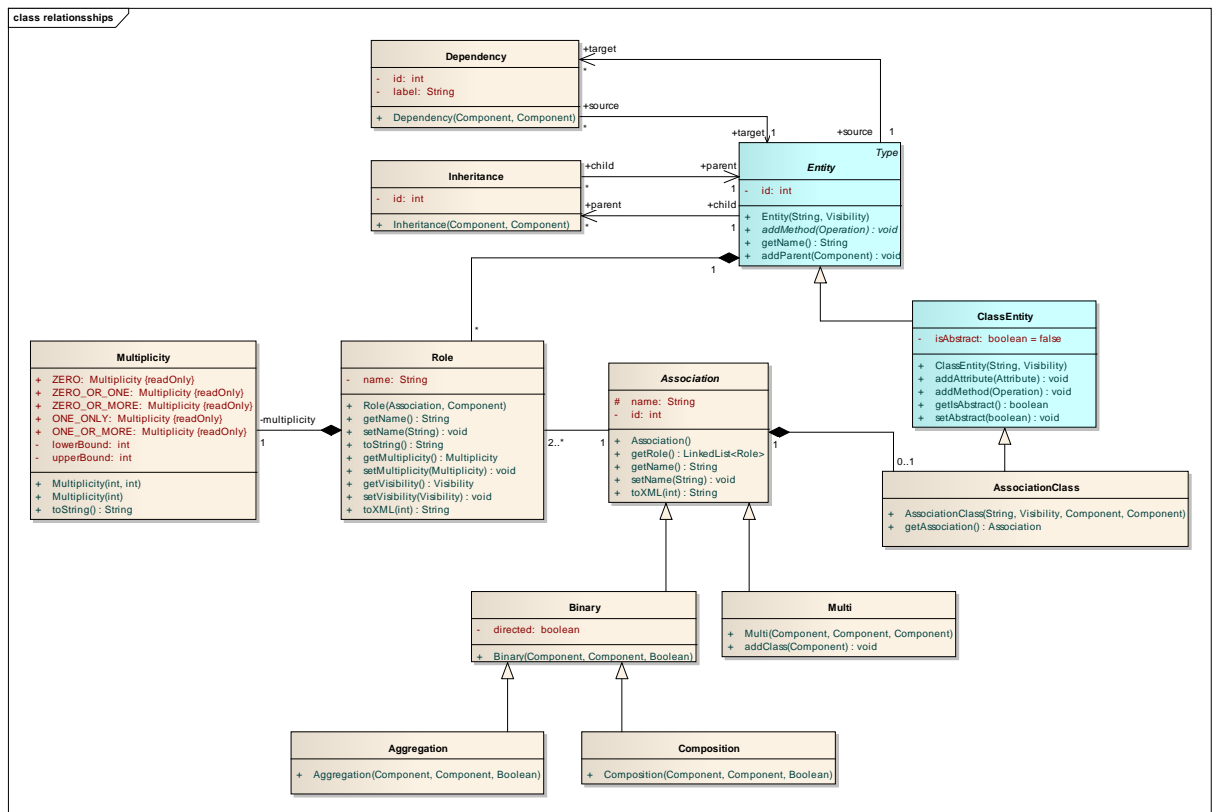 class relationsships
Dependency
- id: int
- label: String
+ Dependency(Component, Component)
+target
*
+source
*
+target 1
+source 1
Inheritance
- id: int
+ Inheritance(Component, Component)
+child
*
+parent
1
+parent
*
+child
1
Type
Entity
- id: int
+ Entity(String, Visibility)
+ addMethod(Operation) : void
+ getName() : String
+ addParent(Component) : void
1
*
ClassEntity
- isAbstract: boolean = false
+ ClassEntity(String, Visibility)
+ addAttribute(Attribute) : void
+ addMethod(Operation) : void
+ getIsAbstract() : boolean
+ setAbstract(boolean) : void
Multiplicity
+ ZERO: Multiplicity {readOnly}
+ ZERO_OR_ONE: Multiplicity {readOnly}
+ ZERO_OR_MORE: Multiplicity {readOnly}
+ ONE_ONLY: Multiplicity {readOnly}
+ ONE_OR_MORE: Multiplicity {readOnly}
- lowerBound: int
- upperBound: int
+ Multiplicity(int, int)
+ Multiplicity(int)
+ toString() : String
-multiplicity
1
Role
- name: String
+ Role(Association, Component)
+ getName() : String
+ setName(String) : void
+ toString() : String
+ getMultiplicity() : Multiplicity
+ setMultiplicity(Multiplicity) : void
+ getVisibility() : Visibility
+ setVisibility(Visibility) : void
+ toXML(int) : String
2..*
1
Association
# name: String
- id: int
+ Association()
+ getRole() : LinkedList<Role>
+ getName() : String
+ setName(String) : void
+ toXML(int) : String
1
0..1
AssociationClass
+ AssociationClass(String, Visibility, Component, Component)
+ getAssociation() : Association
Binary
- directed: boolean
+ Binary(Component, Component, Boolean)
Multi
+ Multi(Component, Component, Component)
+ addClass(Component) : void
Aggregation
+ Aggregation(Component, Component, Boolean)
Composition
+ Composition(Component, Component, Boolean)